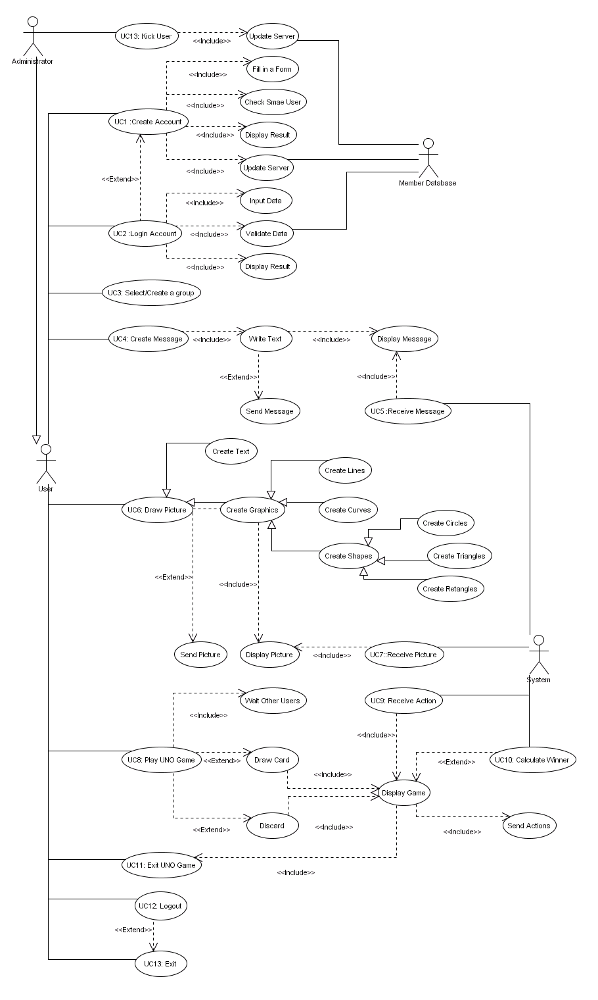 UC13: Kick User
<<Include>>
Update Server
Administrator
<<Include>>
Fill in a Form
<<Include>>
Check Smae User
UC1 :Create Account
<<Include>>
Display Result
<<Include>>
Update Server
Member Database
<<Extend>>
<<Include>>
Input Data
UC2 :Login Account
<<Include>>
Validate Data
<<Include>>
Display Result
UC3: Select/Create a group
UC4: Create Message
<<Include>>
Write Text
<<Include>>
Display Message
<<Extend>>
<<Include>>
Send Message
UC5 :Receive Message
Create Text
Create Lines
User
UC6: Draw Picture
Create Graphics
Create Curves
Create Circles
Create Shapes
Create Triangles
<<Extend>>
<<Include>>
Create Retangles
Send Picture
Display Picture
<<Include>>
UC7::Receive Picture
System
Wait Other Users
<<Include>>
UC9: Receive Action
<<Include>>
UC8: Play UNO Game
<<Extend>>
Draw Card
<<Extend>>
UC10: Calculate Winner
<<Include>>
Display Game
<<Extend>>
Discard
<<Include>>
<<Include>>
Send Actions
UC11: Exit UNO Game
<<Include>>
UC12: Logout
<<Extend>>
UC13: Exit